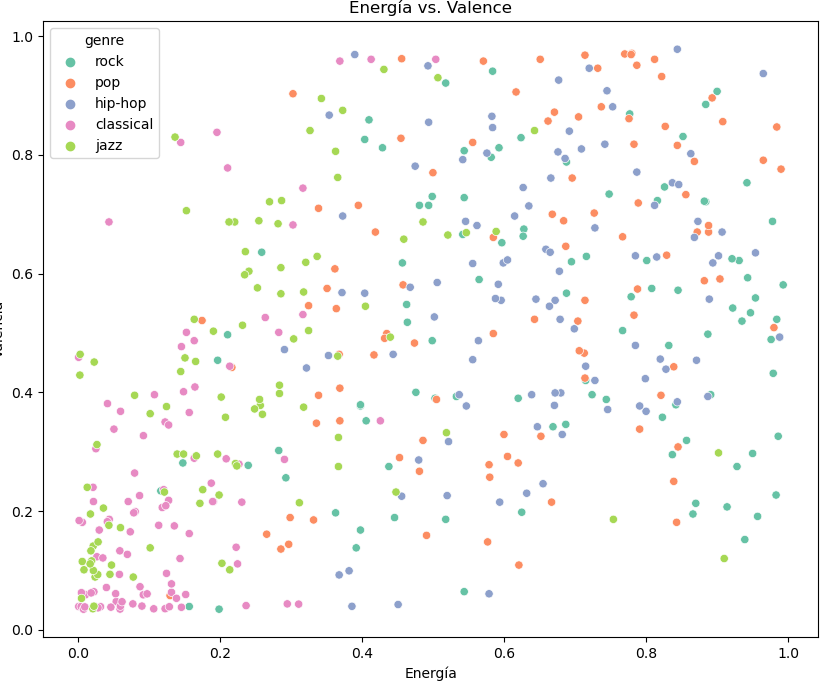 Energía vs. Valence
genre
rock
pop
hip-hop
classical
jazz
1.0
0.8
0.6
0.4
0.2
0.0
0.0 0.2 0.4 0.6 0.8 1.0
Energía